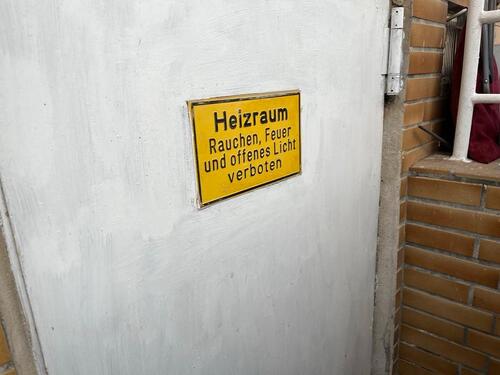 Heizraum
Rauchen, Feuer
und offenes Licht
verboten